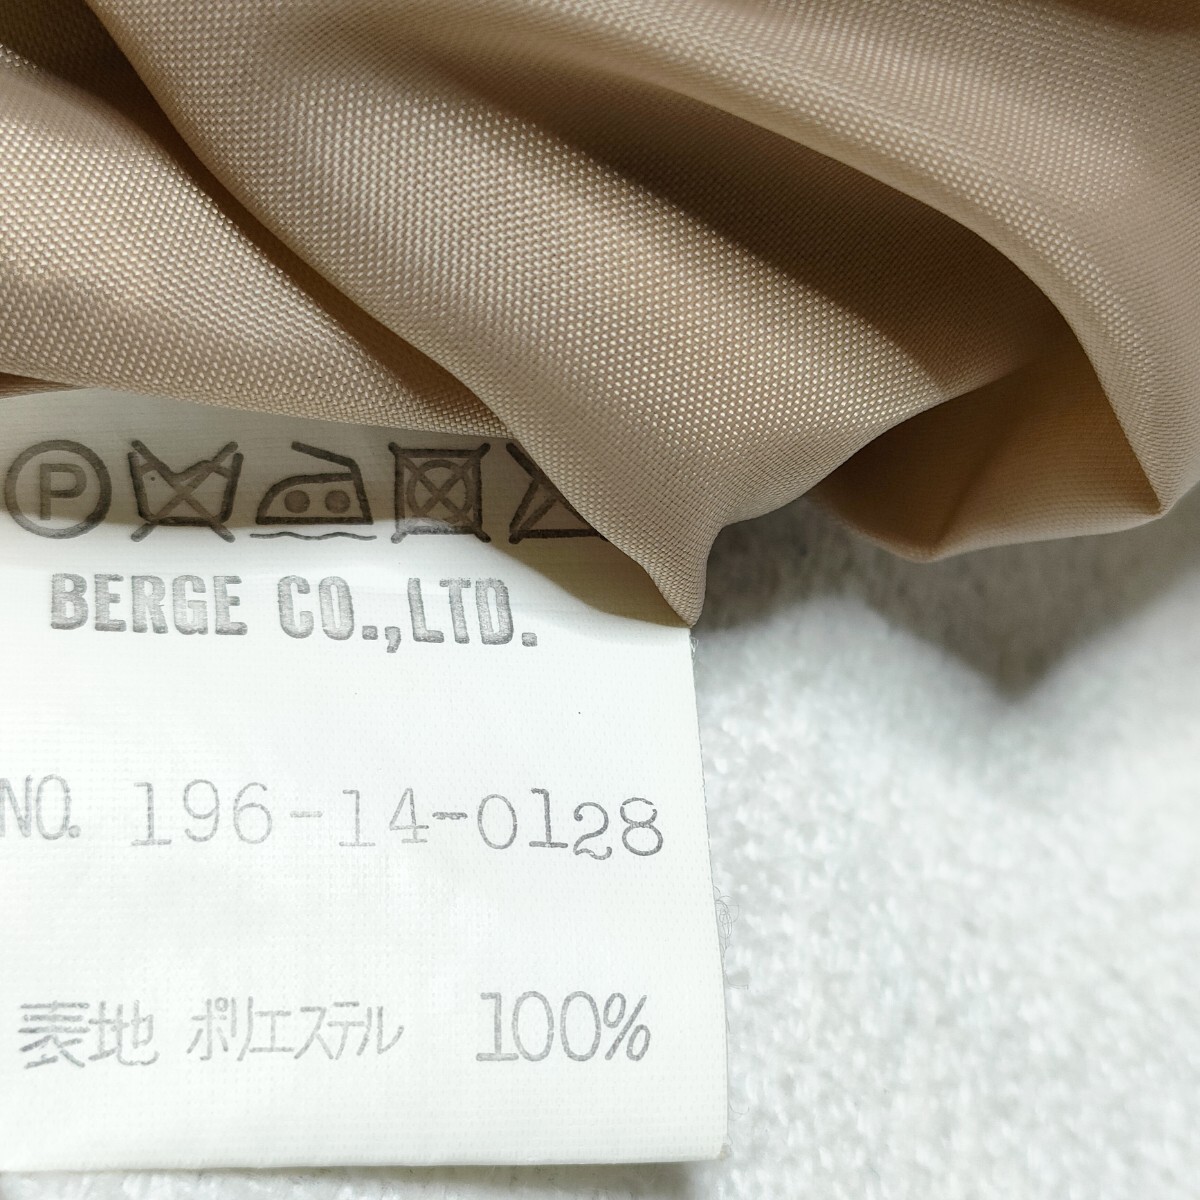 P
BERGE CO.,LTD.
NO. 196-14-0128
表地 ポリエステル 100%